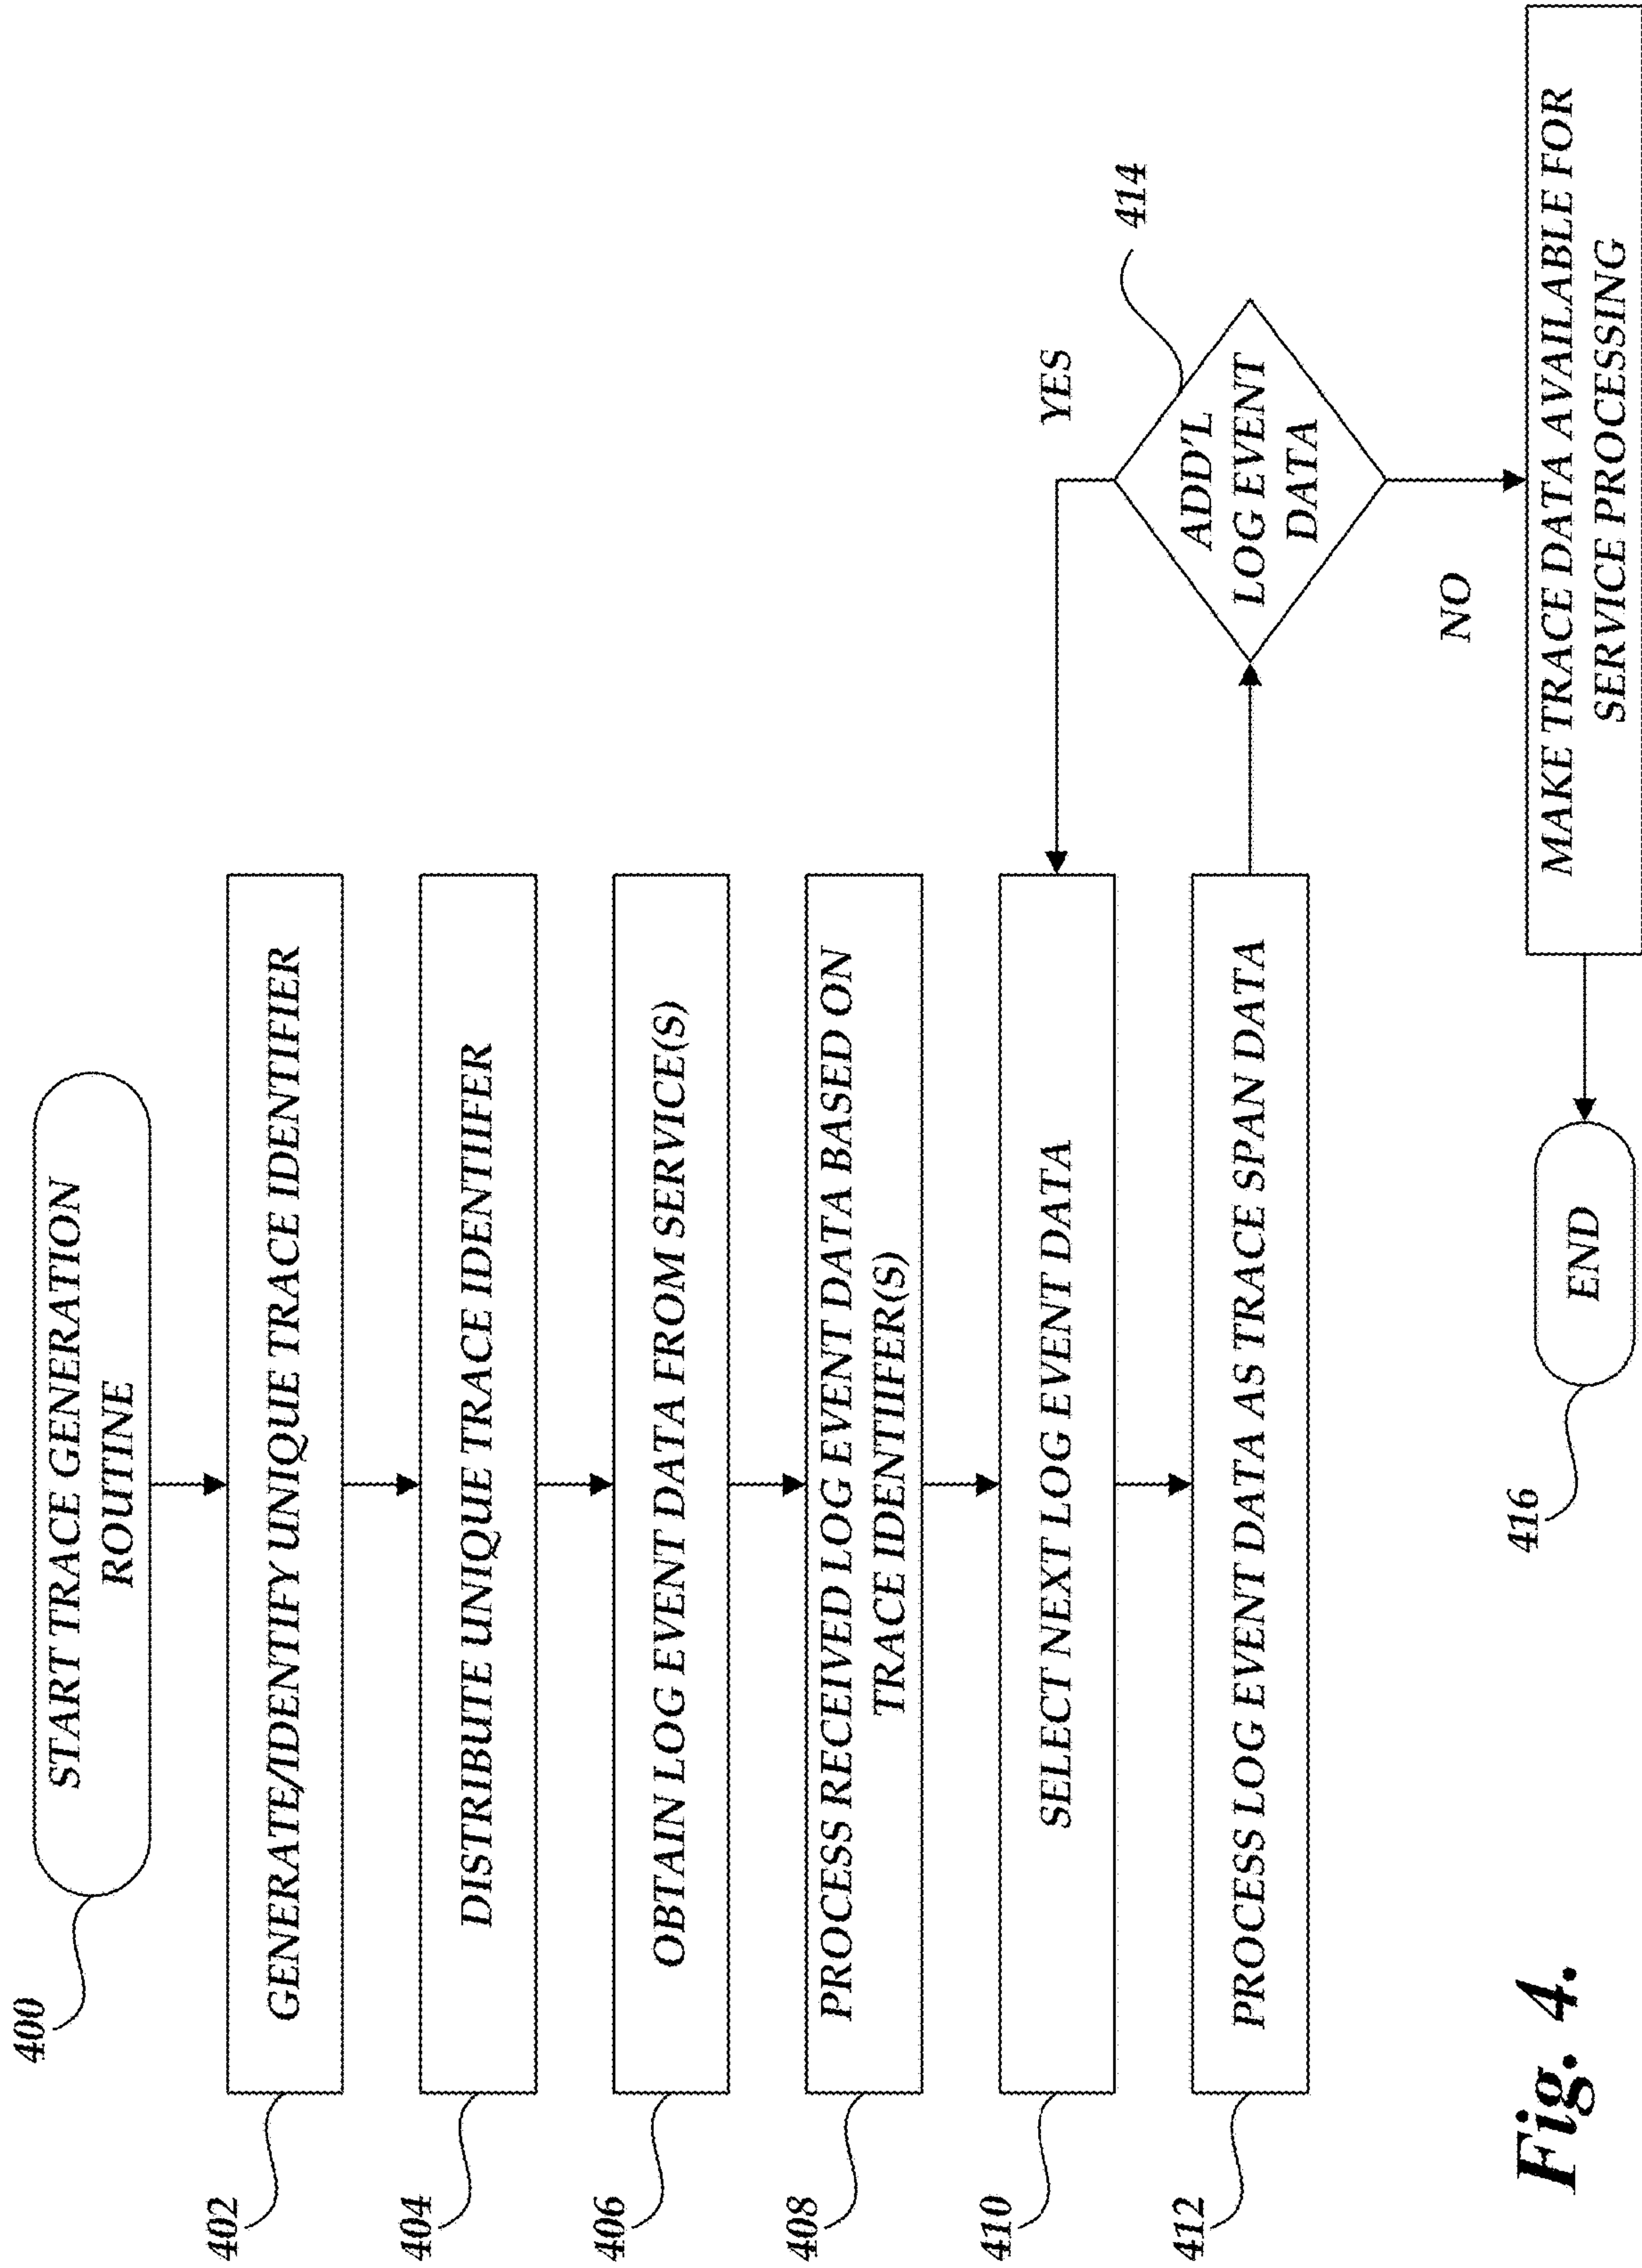 400
START TRACE GENERATION
ROUTINE
402
GENERATE/IDENTIFY UNIQUE TRACE IDENTIFIER
404
DISTRIBUTE UNIQUE TRACE IDENTIIFER
406
OBTAIN LOG EVENT DATA FROM SERVICE(S)
408
PROCESS RECEIVED LOG EVENT DATA BASED ON
TRACE IDENTIIFER(S)
410
SELECT NEXT LOG EVENT DATA
412
PROCESS LOG EVENT DATA AS TRACE SPAN DATA
YES
414
ADD'L
LOG EVENT
DATA
NO
MAKE TRACE DATA AVAILABLE FOR
SERVICE PROCESSING
416
END
Fig. 4.